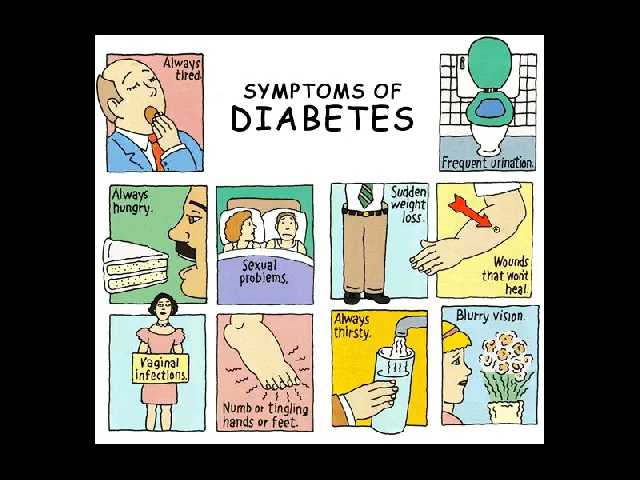 Always
tired.
SYMPTOMS OF
DIABETES
Frequent urination.
Always
hungry.
Sexual
problems.
Sudden
weight
loss.
Wounds
that won't
heal.
Vaginal
infections.
Numb or tingling
hands or feet.
Always
thirsty.
Blurry vision.